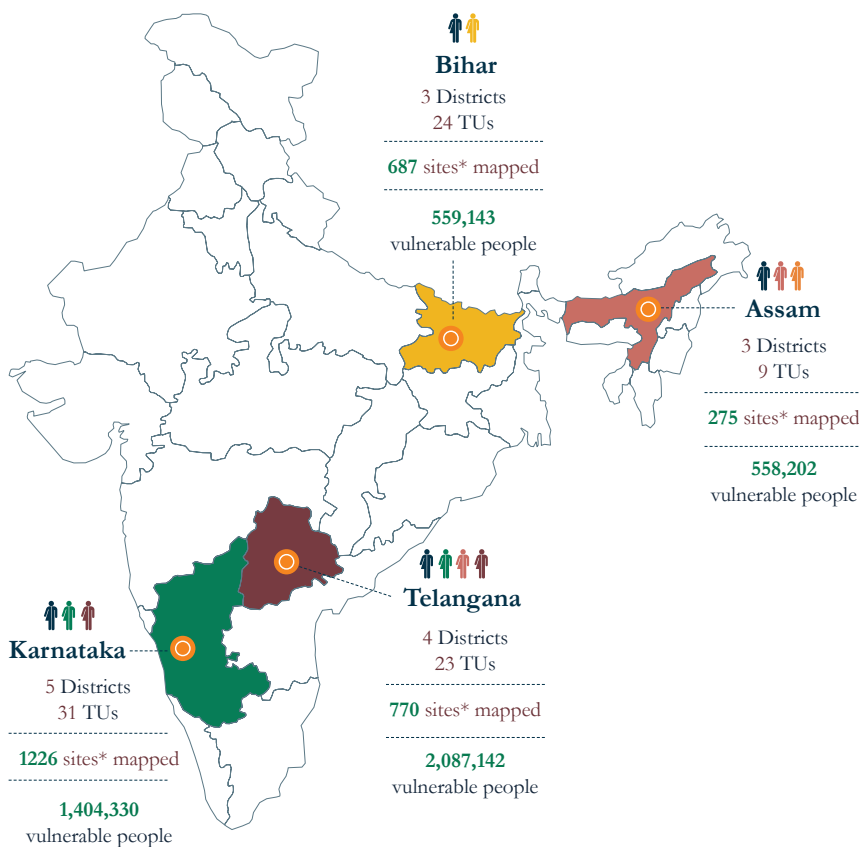 Bihar
3 Districts
24 TUs
687 sites* mapped
559,143
vulnerable people
Assam
3 Districts
9 TUs
275 sites* mapped
558,202
vulnerable people
Telangana
4 Districts
23 TUs
770 sites* mapped
2,087,142
vulnerable people
Karnataka
5 Districts
31 TUs
1226 sites* mapped
1,404,330
vulnerable people